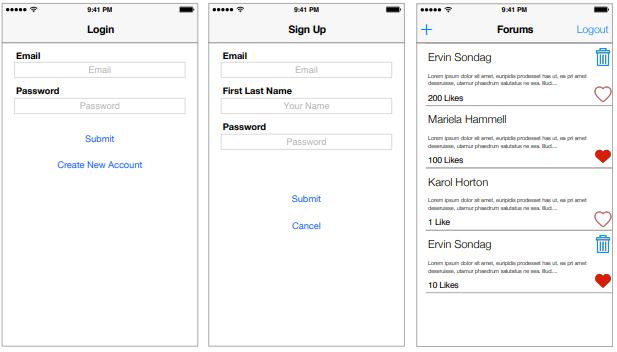 9:41 PM
Login
Email
Email
Password
Password
Submit
Create New Account
9:41 PM
Sign Up
Email
Email
First Last Name
Your Name
Password
Password
Submit
Cancel
9:41 PM
+ Forums Logout
Ervin Sondag
Lorem ipsum dolor sit amet, euripidis prodesset has ut, ea pri amet
deseruisse, utamur phaedrum salutatus ne sea. Illud....
200 Likes
Mariela Hammell
Lorem ipsum dolor sit amet, euripidis prodesset has ut, ea pri amet
deseruisse, utamur phaedrum salutatus ne sea. Illud....
100 Likes
Karol Horton
Lorem ipsum dolor sit amet, euripidis prodesset has ut, ea pri amet
deseruisse, utamur phaedrum salutatus ne sea. Illud....
1 Like
Ervin Sondag
Lorem ipsum dolor sit amet, euripidis prodesset has ut, ea pri amet
deseruisse, utamur phaedrum salutatus ne sea. Illud....
10 Likes